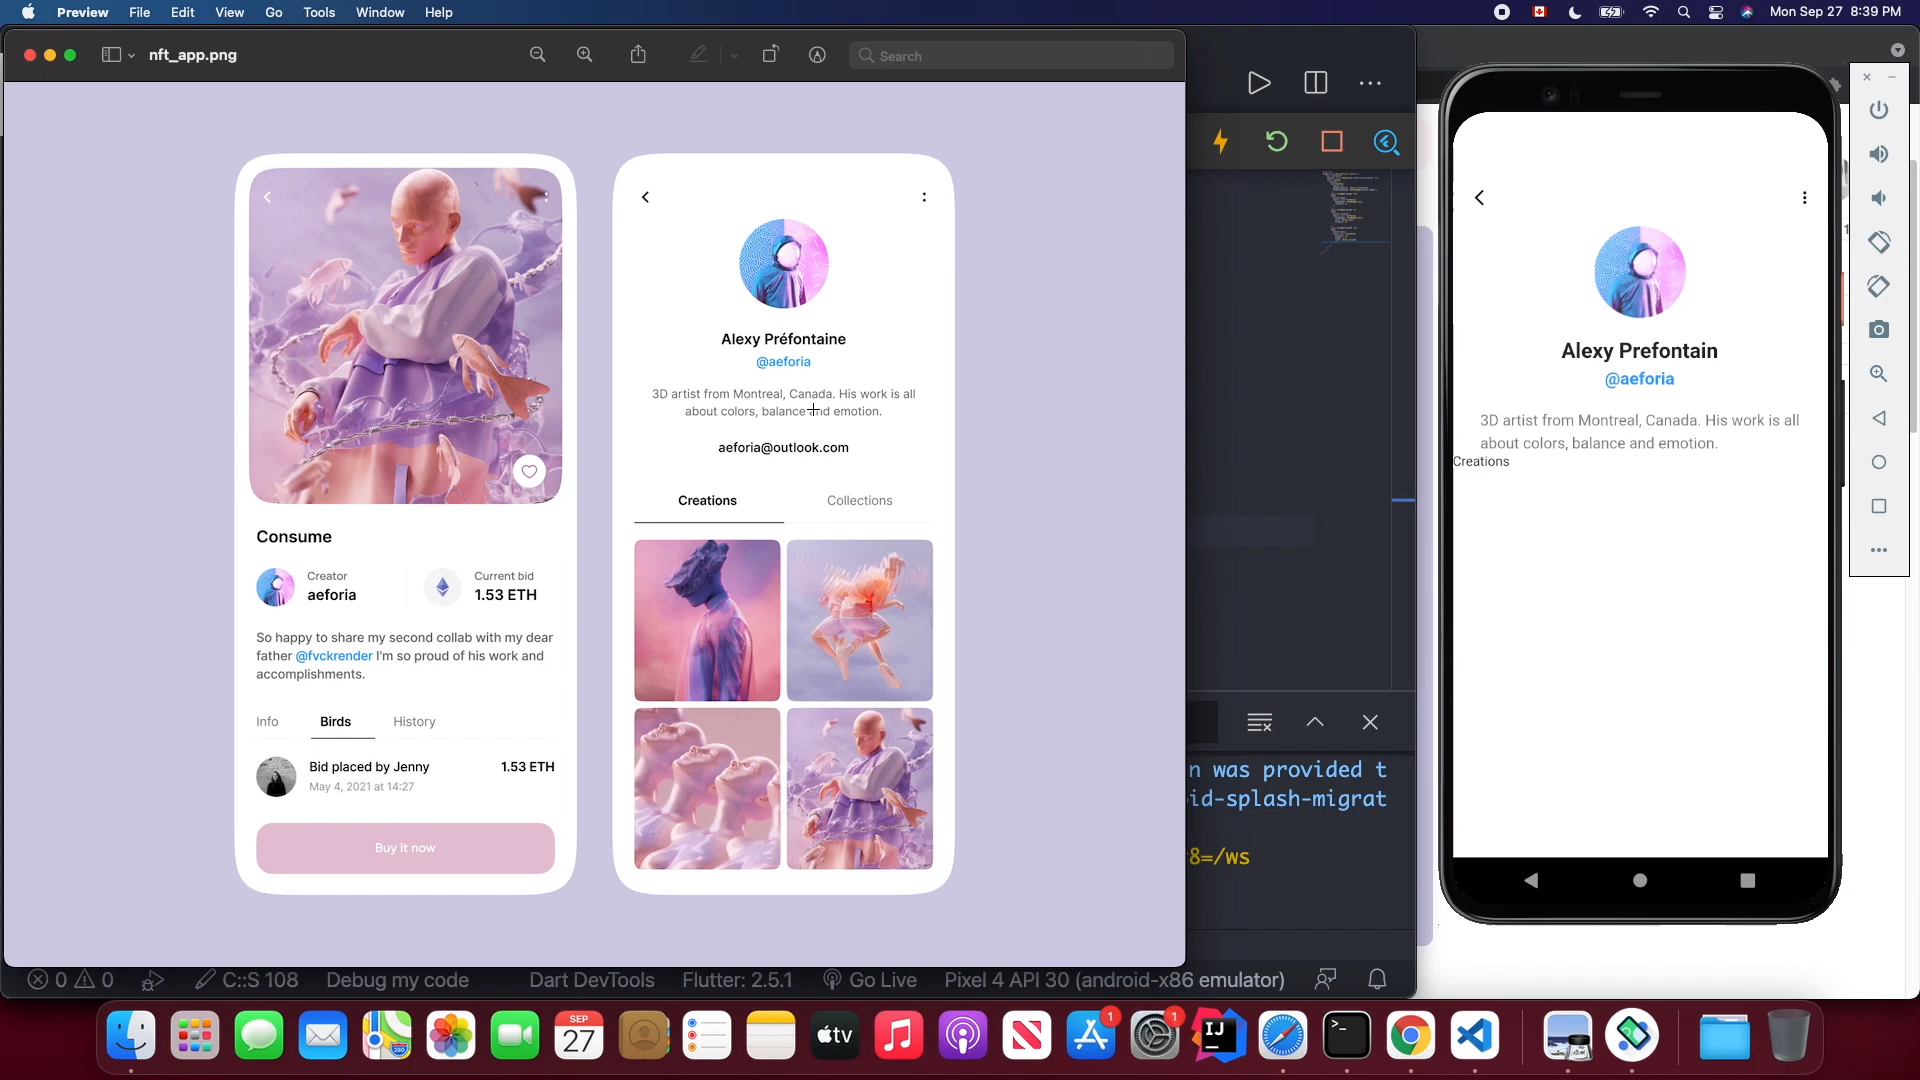 Preview File Edit View Go Tools Window Help
Mon Sep 27 8:39 PM
nft_app.png
Search
Consume
Creator
aeforia
Current bid
1.53 ETH
So happy to share my second collab with my dear
father @fvckrender I'm so proud of his work and
accomplishments.
Info Birds History
Bid placed by Jenny
1.53 ETH
May 4, 2021 at 14:27
Buy it now
Alexy Préfontaine
@aeforia
3D artist from Montreal, Canada. His work is all
about colors, balance and emotion.
aeforia@outlook.com
Creations Collections
n was provided t
id-splash-migrat
8=/ws
Alexy Prefontain
@aeforia
3D artist from Montreal, Canada. His work is all
about colors, balance and emotion.
Creations
0 0 C::S 108 Debug my code Dart DevTools Flutter: 2.5.1 Go Live Pixel 4 API 30 (android-x86 emulator)
SEP
27
tv
1
1
IJ
280
>_